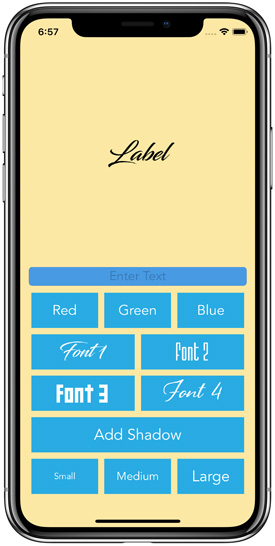 6:57
Label
Enter Text
Red Green Blue
Font 1 Font 2
Font 3 Font 4
Add Shadow
Small Medium Large